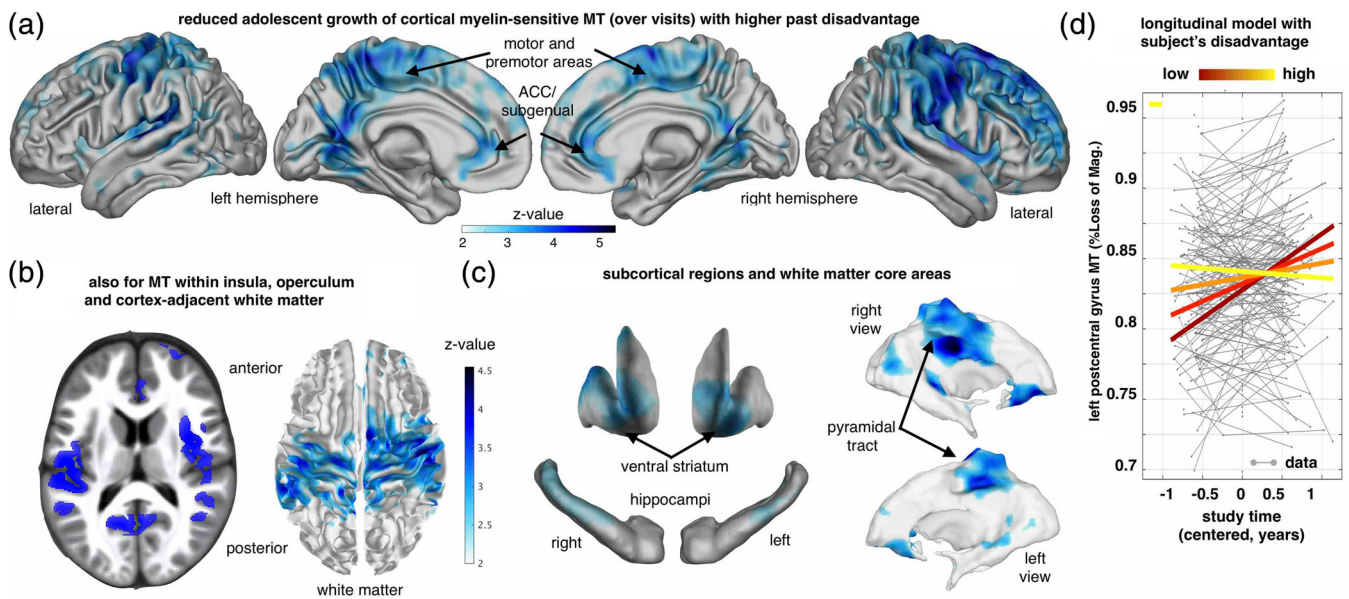 (a)
reduced adolescent growth of cortical myelin-sensitive MT (over visits) with higher past disadvantage
motor and
premotor areas
ACC/
subgenual
lateral
left hemisphere
right hemisphere
lateral
z-value
2 3 4 5
(b)
also for MT within insula, operculum
and cortex-adjacent white matter
anterior
posterior
white matter
z-value
4.5
4
3.5
3
2.5
2
(c)
subcortical regions and white matter core areas
ventral striatum
hippocampi
right
left
right
view
pyramidal
tract
left
view
(d)
longitudinal model with
subject's disadvantage
low high
left postcentral gyrus MT (%Loss of Mag.)
0.95
0.9
0.85
0.8
0.75
0.7
data
-1 -0.5 0 0.5 1
study time
(centered, years)